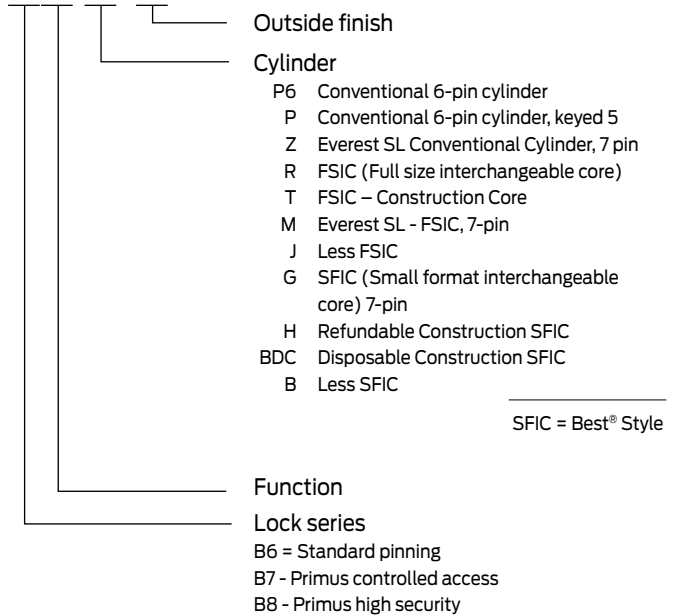 Outside finish
Cylinder
P6 Conventional 6-pin cylinder
P Conventional 6-pin cylinder, keyed 5
Z Everest SL Conventional Cylinder, 7 pin
R FSIC (Full size interchangeable core)
T FSIC – Construction Core
M Everest SL - FSIC, 7-pin
J Less FSIC
G SFIC (Small format interchangeable
core) 7-pin
H Refundable Construction SFIC
BDC Disposable Construction SFIC
B Less SFIC
SFIC = Best® Style
Function
Lock series
B6 = Standard pinning
B7 - Primus controlled access
B8 - Primus high security